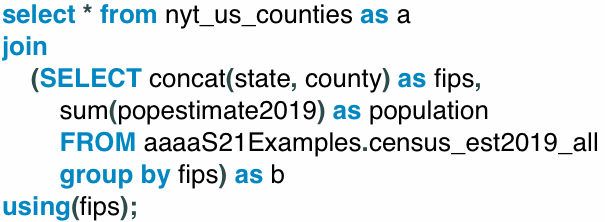 select * from nyt_us_counties as a
join
(SELECT concat(state, county) as fips,
sum(popestimate2019) as population
FROM aaaaS21Examples.census_est2019_all
group by fips) as b
using(fips);